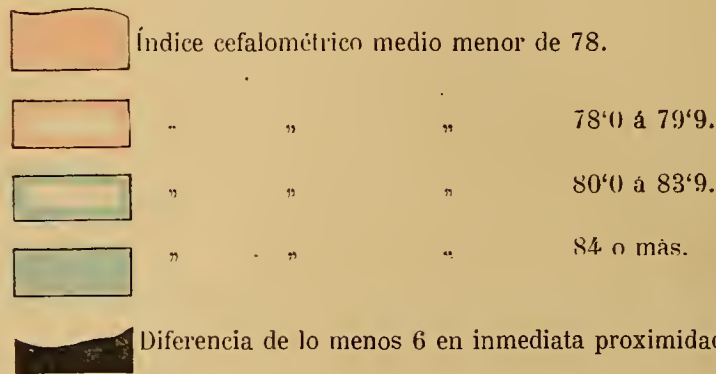 Índice cefalométrico medio menor de 78.
„ „ „ 78‘0 á 79‘9.
„ „ „ 80‘0 á 83‘9.
„ „ „ 84 o más.
Diferencia de lo menos 6 en inmediata proximidad